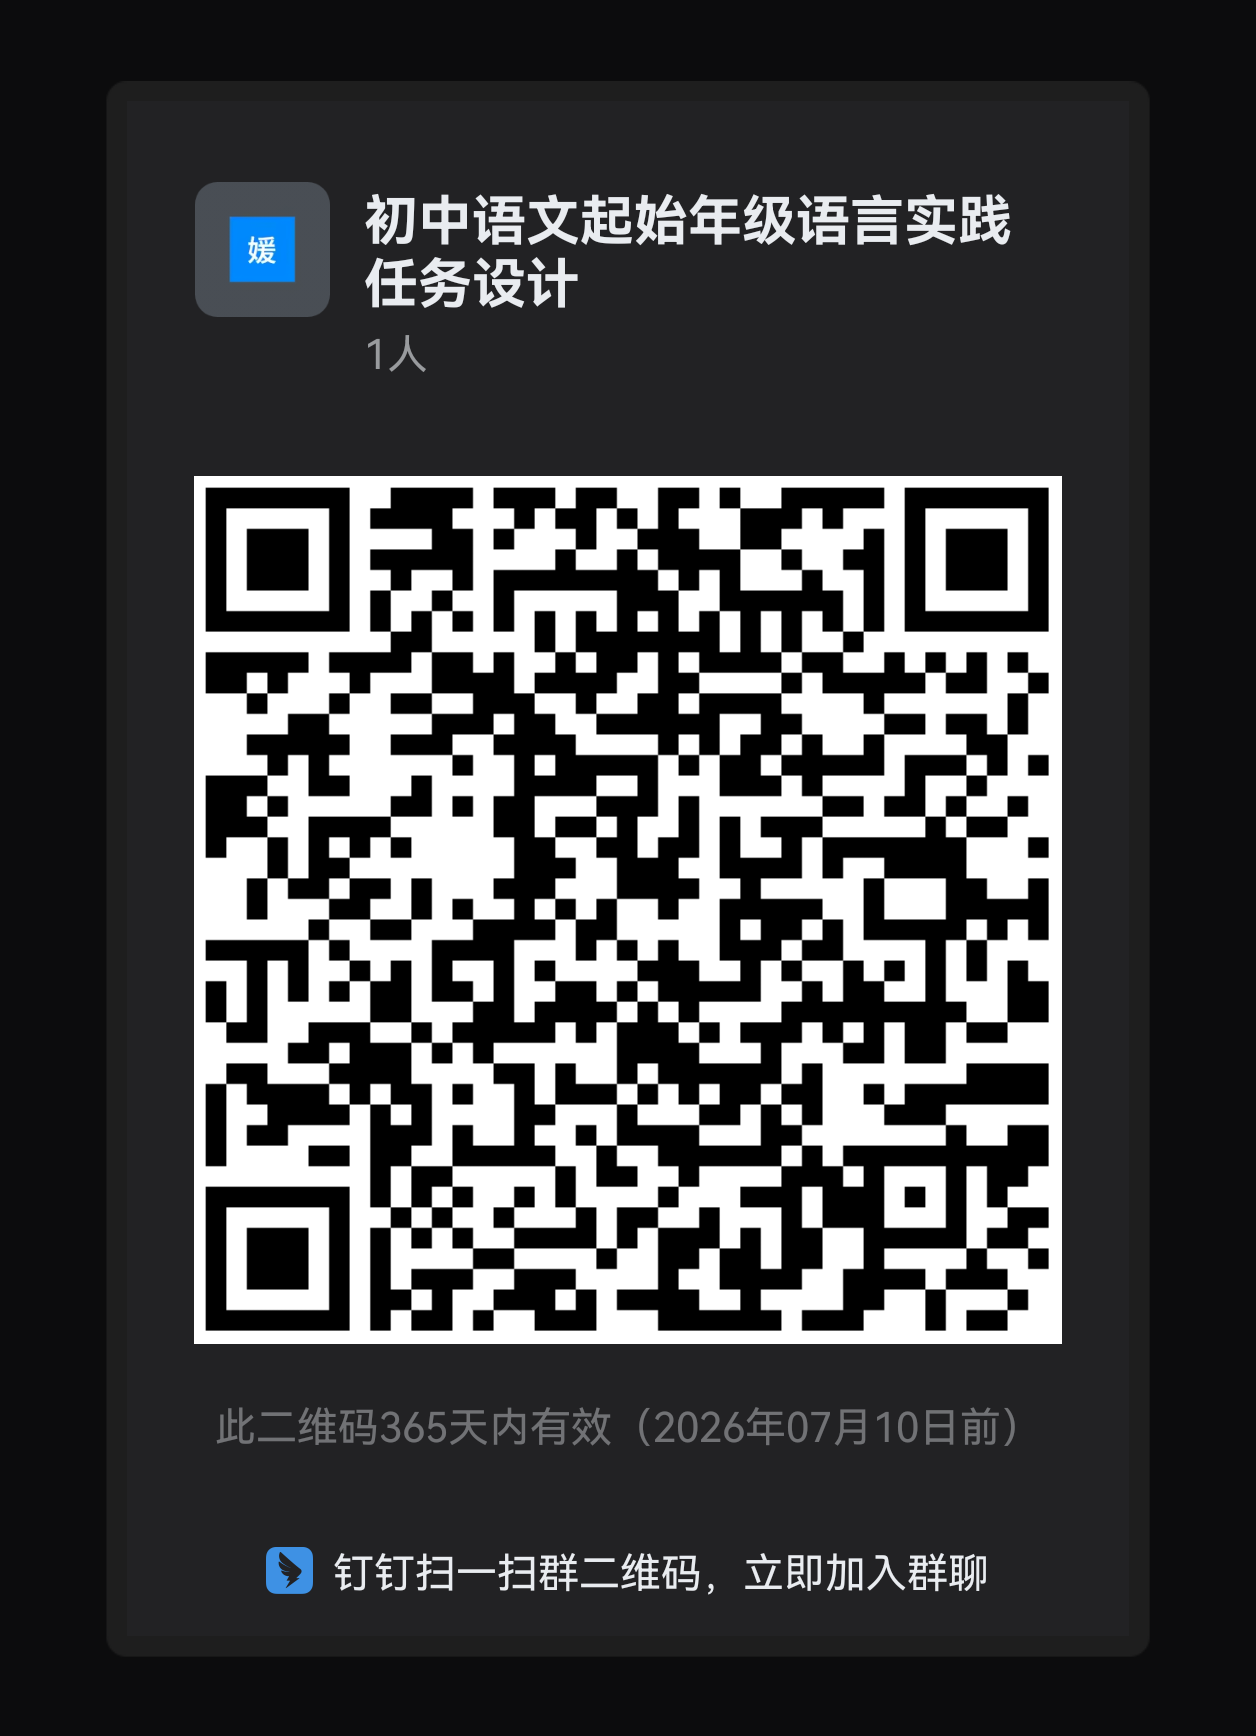 媛
初中语文起始年级语言实践
任务设计
1人
此二维码365天内有效（2026年07月10日前）
钉钉扫一扫群二维码，立即加入群聊